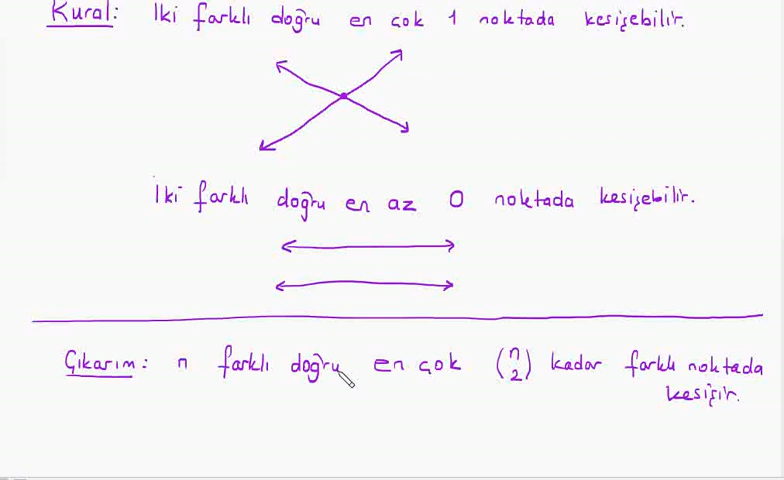 Kural: İki farklı doğru en çok 1 noktada kesişebilir.
İki farklı doğru en az 0 noktada kesişebilir.
Çıkarım: n farklı doğru en çok (n 2) kadar farklı noktada
kesişir.